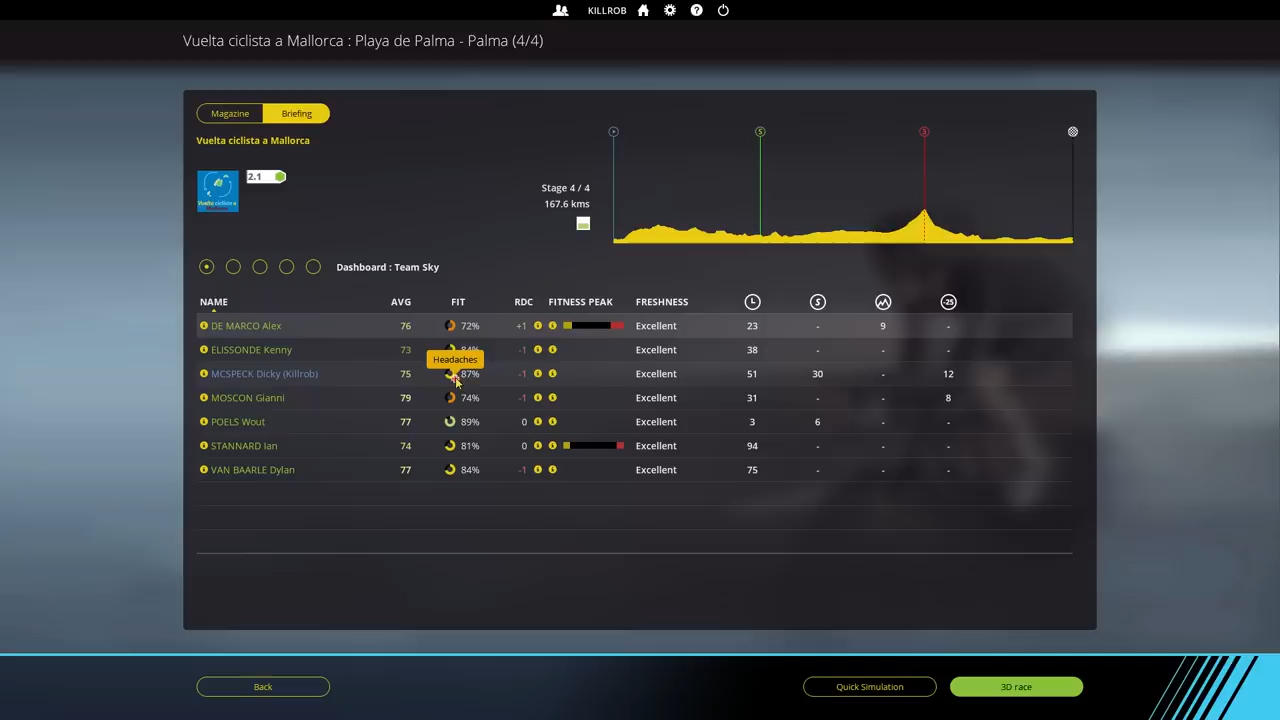 KILLROB
Vuelta ciclista a Mallorca : Playa de Palma - Palma (4/4)
Magazine Briefing
Vuelta ciclista a Mallorca
2.1
Stage 4 / 4
167.6 kms
S 3
Dashboard : Team Sky
NAME AVG FIT RDC FITNESS PEAK FRESHNESS S -25
DE MARCO Alex 76 72% +1 Excellent 23 - 9 -
ELISSONDE Kenny 73 84% -1 Excellent 38 - - -
Headaches
MCSPECK Dicky (Killrob) 75 87% -1 Excellent 51 30 - 12
MOSCON Gianni 79 74% -1 Excellent 31 - - 8
POELS Wout 77 89% 0 Excellent 3 6 - -
STANNARD Ian 74 81% 0 Excellent 94 - - -
VAN BAARLE Dylan 77 84% -1 Excellent 75 - - -
Back Quick Simulation 3D race